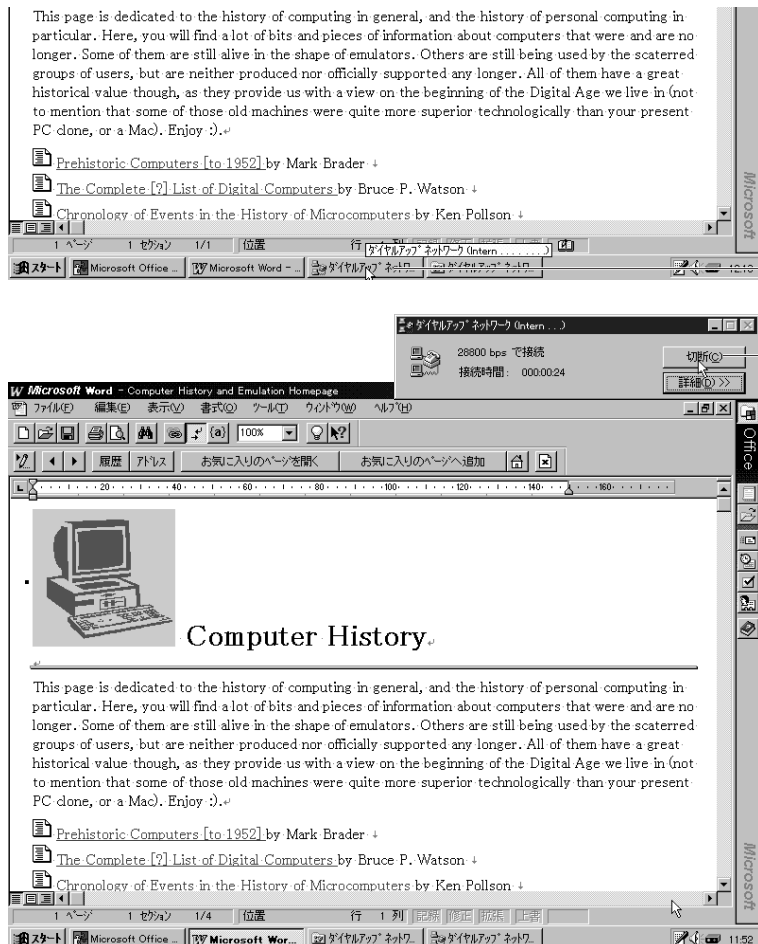 This page is dedicated to the history of computing in general, and the history of personal computing in
particular. Here, you will find a lot of bits and pieces of information about computers that were and are no
longer. Some of them are still alive in the shape of emulators. Others are still being used by the scaterred
groups of users, but are neither produced nor officially supported any longer. All of them have a great
historical value though, as they provide us with a view on the beginning of the Digital Age we live in (not
to mention that some of those old machines were quite more superior technologically than your present
PC clone, or a Mac). Enjoy :).
Prehistoric Computers [to 1952] by Mark Brader
The Complete [?] List of Digital Computers by Bruce P. Watson
Chronology of Events in the History of Microcomputers by Ken Pollson
Microsoft
1 ページ 1 セクション 1/1 位置 行
ダイヤルアップ ネットワーク (Intern . . . . . . . .)
スタート Microsoft Office ... Microsoft Word - ... ダイヤルアップ ネットワ... ダイヤルアップ ネットワ...
ダイヤルアップ ネットワーク (Intern . . .)
28800 bps で接続
接続時間: 000:00:24
切断(C)
詳細(D) >>
Microsoft Word - Computer History and Emulation Homepage
ファイル(F) 編集(E) 表示(V) 書式(O) ツール(T) ウィンドウ(W) ヘルプ(H)
{a} 100%
履歴 アドレス お気に入りのページを開く お気に入りのページへ追加
Office
20 40 60 80 100 120 140 160
Computer History
This page is dedicated to the history of computing in general, and the history of personal computing in
particular. Here, you will find a lot of bits and pieces of information about computers that were and are no
longer. Some of them are still alive in the shape of emulators. Others are still being used by the scaterred
groups of users, but are neither produced nor officially supported any longer. All of them have a great
historical value though, as they provide us with a view on the beginning of the Digital Age we live in (not
to mention that some of those old machines were quite more superior technologically than your present
PC clone, or a Mac). Enjoy :).
Prehistoric Computers [to 1952] by Mark Brader
The Complete [?] List of Digital Computers by Bruce P. Watson
Chronology of Events in the History of Microcomputers by Ken Pollson
Microsoft
1 ページ 1 セクション 1/4 位置 行 1 列 記録 修正 拡張 上書
スタート Microsoft Office ... Microsoft Wor... ダイヤルアップ ネットワ... ダイヤルアップ ネットワ... 11:52